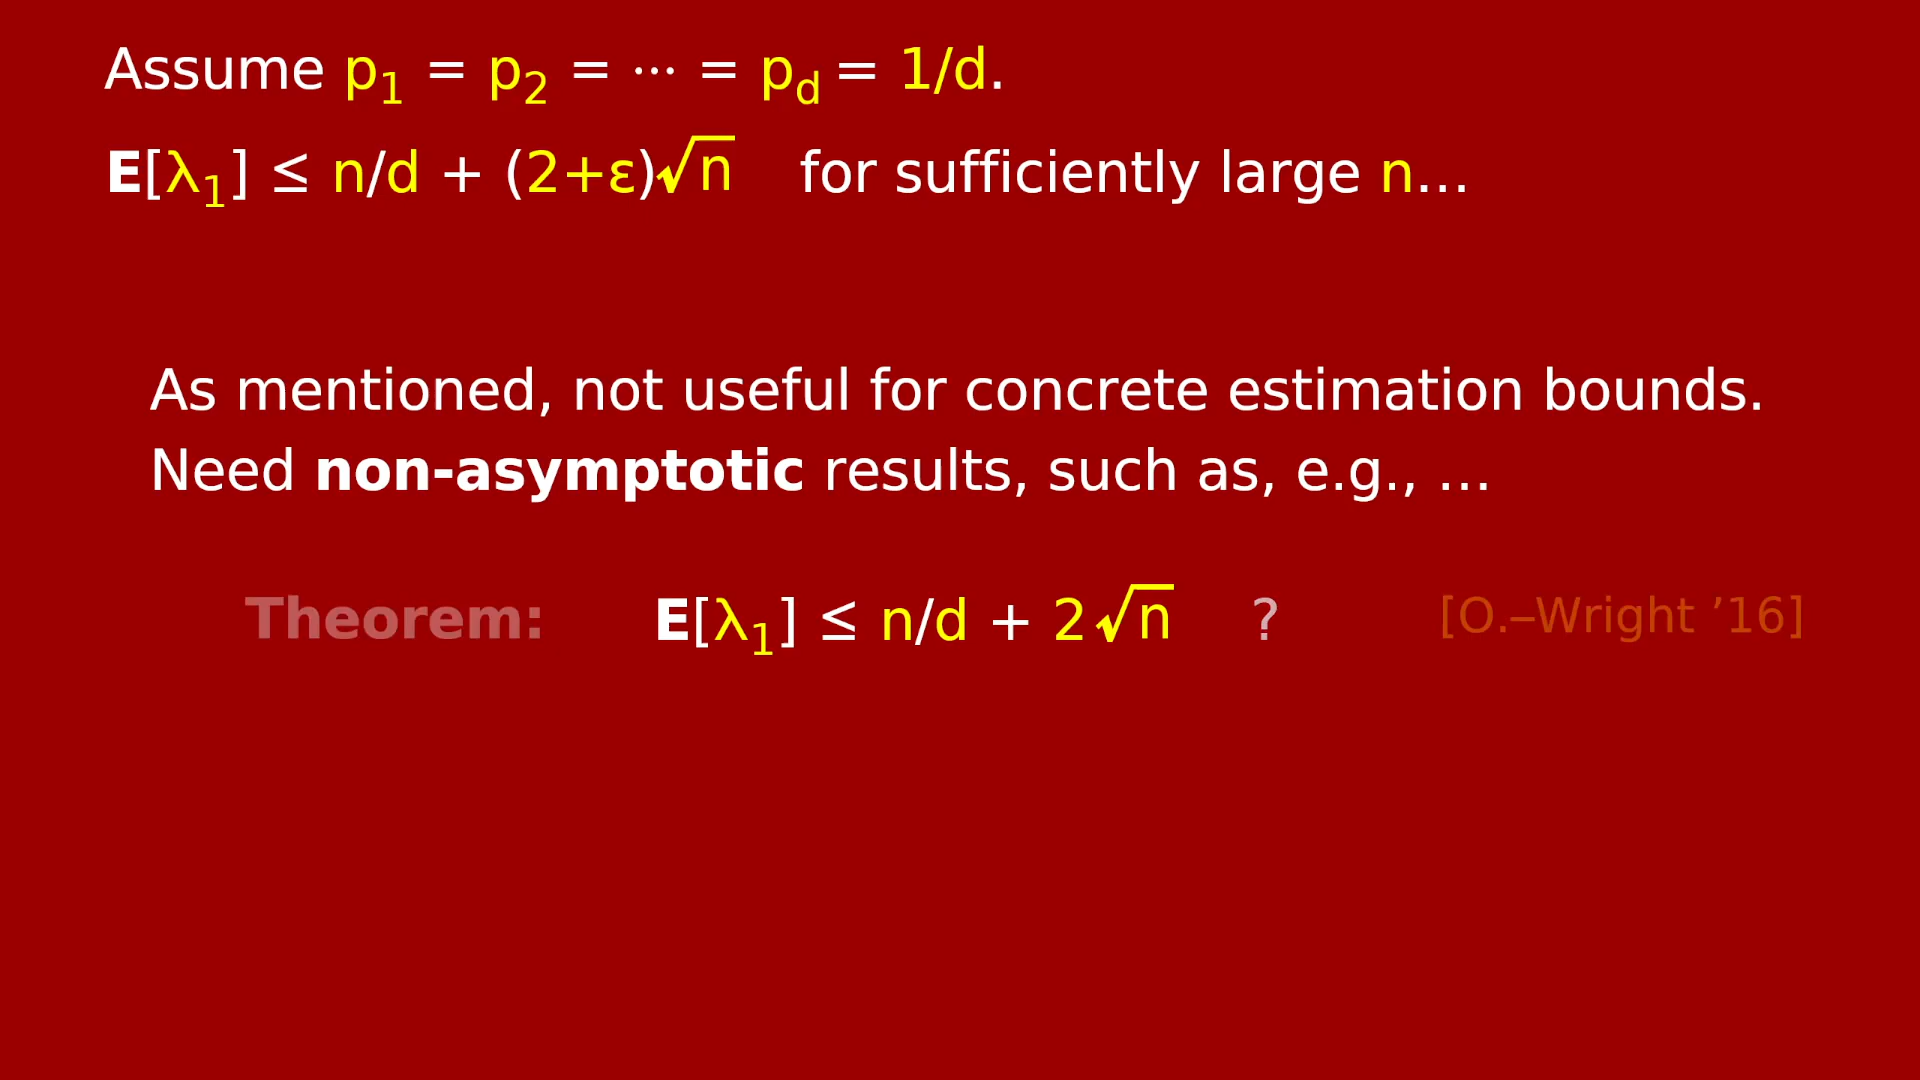 Assume p₁ = p₂ = ⋯ = p_d = 1/d.
E[λ₁] ≤ n/d + (2+ε)√n for sufficiently large n…
As mentioned, not useful for concrete estimation bounds.
Need non-asymptotic results, such as, e.g., …
Theorem: E[λ₁] ≤ n/d + 2√n ? [O.–Wright ’16]